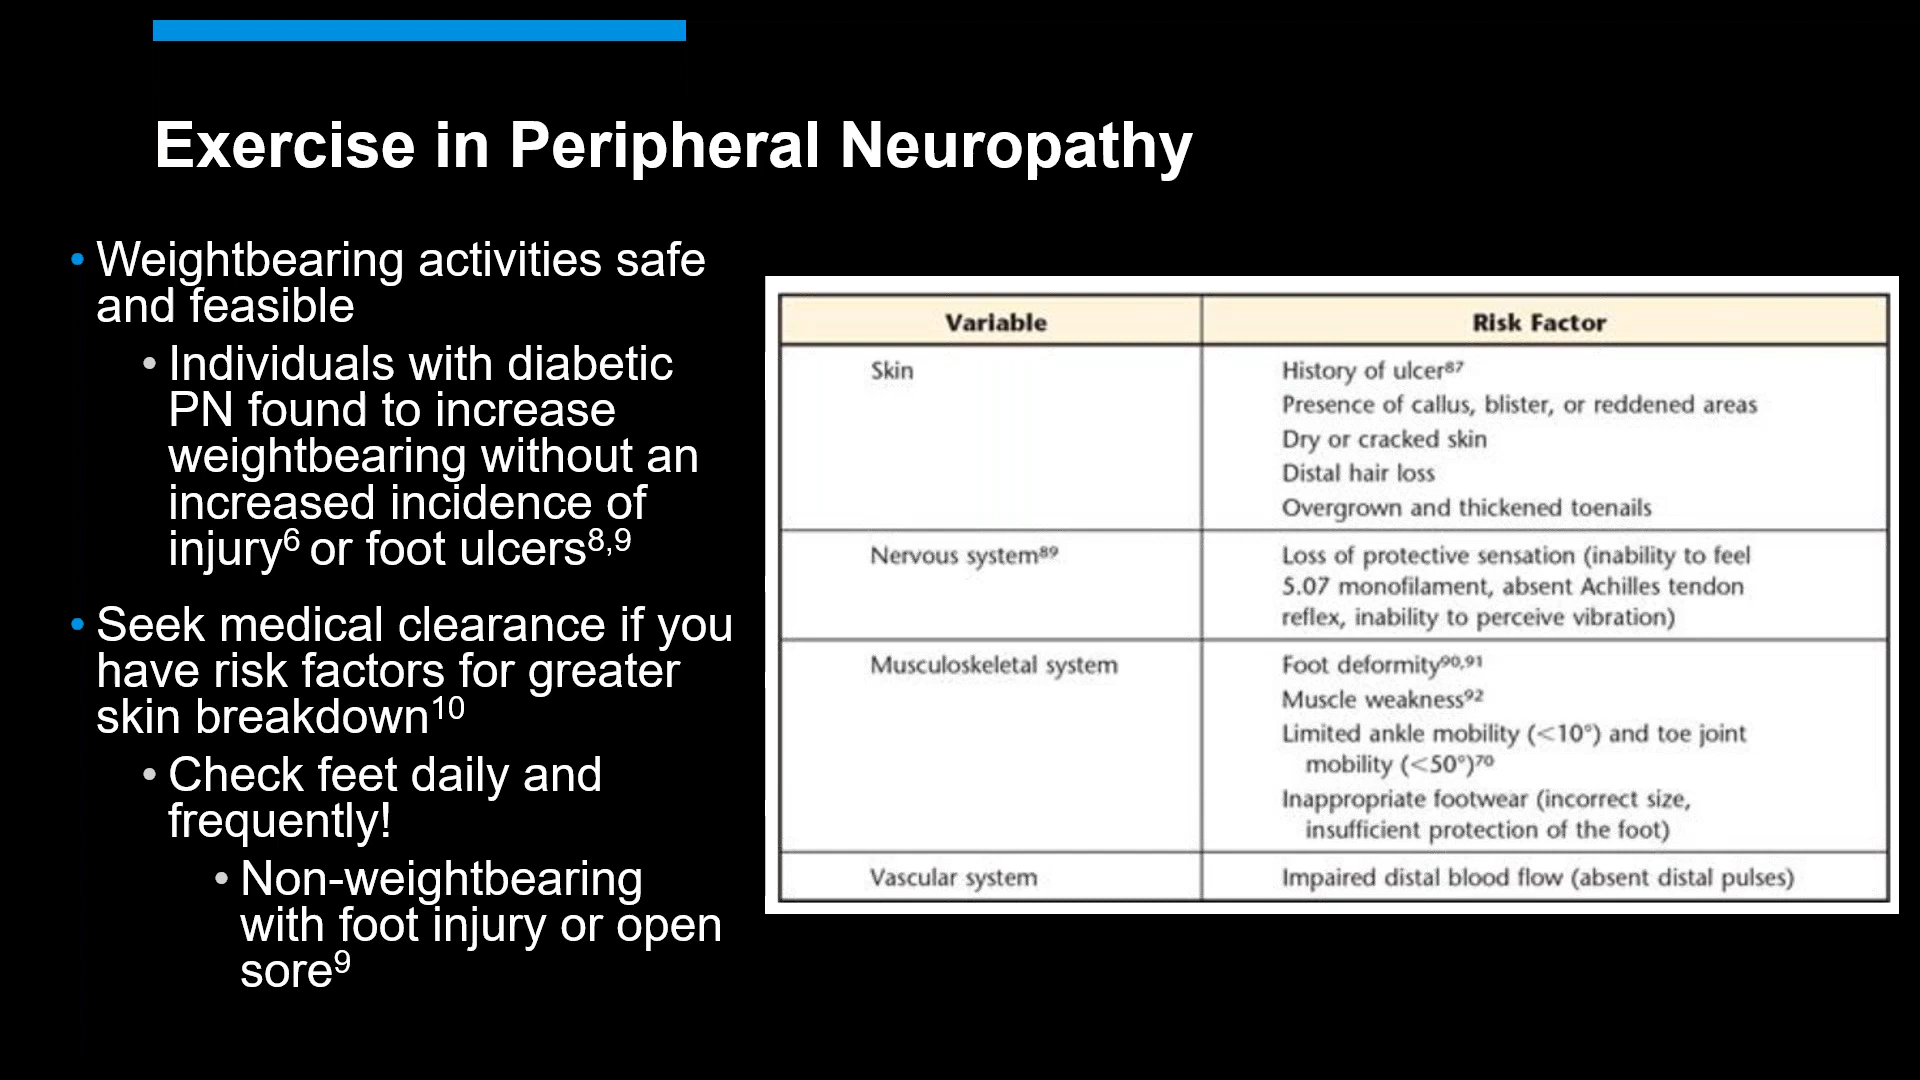 Exercise in Peripheral Neuropathy
• Weightbearing activities safe
and feasible
• Individuals with diabetic
PN found to increase
weightbearing without an
increased incidence of
injury⁶ or foot ulcers⁸,⁹
• Seek medical clearance if you
have risk factors for greater
skin breakdown¹⁰
• Check feet daily and
frequently!
• Non-weightbearing
with foot injury or open
sore⁹
Variable Risk Factor
Skin History of ulcer⁸⁷
Presence of callus, blister, or reddened areas
Dry or cracked skin
Distal hair loss
Overgrown and thickened toenails
Nervous system⁸⁹ Loss of protective sensation (inability to feel
5.07 monofilament, absent Achilles tendon
reflex, inability to perceive vibration)
Musculoskeletal system Foot deformity⁹⁰,⁹¹
Muscle weakness⁹²
Limited ankle mobility (<10°) and toe joint
mobility (<50°)⁷⁰
Inappropriate footwear (incorrect size,
insufficient protection of the foot)
Vascular system Impaired distal blood flow (absent distal pulses)